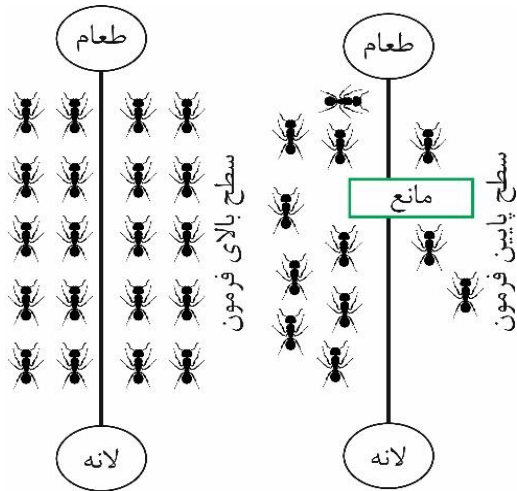 طعام
طعام
مانع
سطح بالای فرمون
سطح پایین فرمون
لانه
لانه